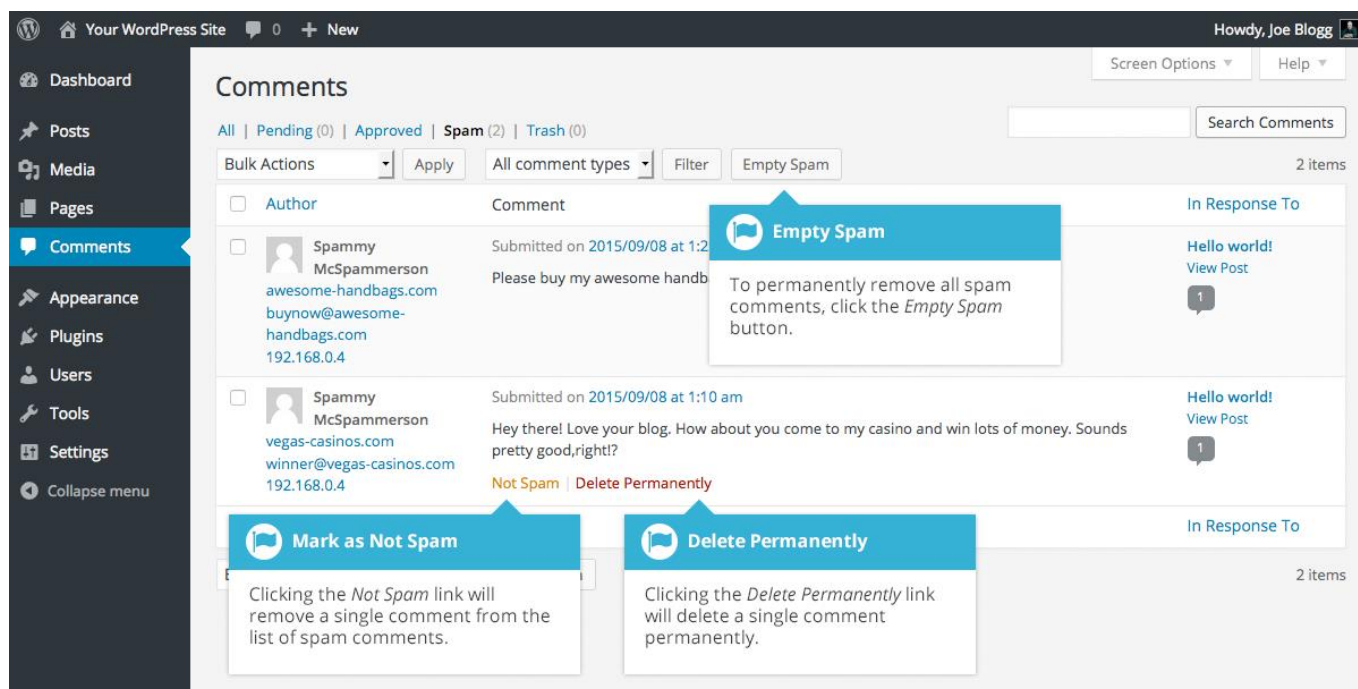 Your WordPress Site 0 + New Howdy, Joe Blogg
Screen Options Help
Dashboard
Posts
Media
Pages
Comments
Appearance
Plugins
Users
Tools
Settings
Collapse menu
Comments
All | Pending (0) | Approved | Spam (2) | Trash (0)
Search Comments
Bulk Actions Apply All comment types Filter Empty Spam 2 items
Author Comment In Response To
Spammy
McSpammerson
awesome-handbags.com
buynow@awesome-
handbags.com
192.168.0.4
Submitted on 2015/09/08 at 1:2
Please buy my awesome handb
Hello world!
View Post
1
Empty Spam
To permanently remove all spam
comments, click the Empty Spam
button.
Spammy
McSpammerson
vegas-casinos.com
winner@vegas-casinos.com
192.168.0.4
Submitted on 2015/09/08 at 1:10 am
Hey there! Love your blog. How about you come to my casino and win lots of money. Sounds
pretty good,right!?
Not Spam | Delete Permanently
Hello world!
View Post
1
In Response To
2 items
Mark as Not Spam
Clicking the Not Spam link will
remove a single comment from the
list of spam comments.
Delete Permanently
Clicking the Delete Permanently link
will delete a single comment
permanently.